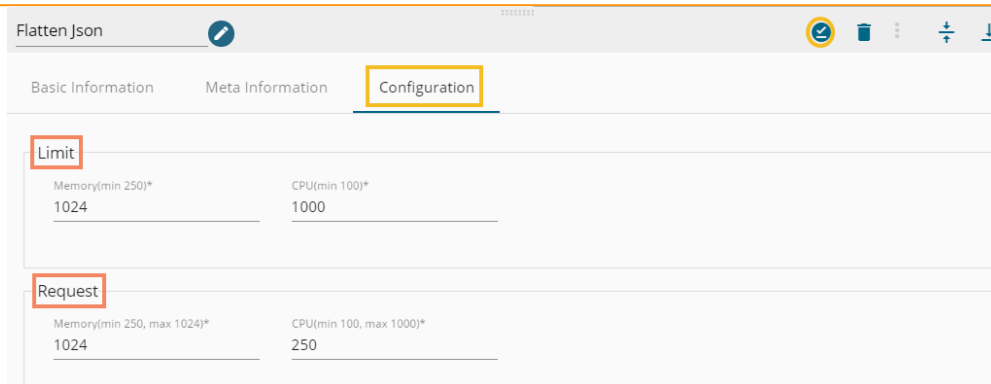 Flatten Json
Basic Information Meta Information Configuration
Limit
Memory(min 250)* CPU(min 100)*
1024 1000
Request
Memory(min 250, max 1024)* CPU(min 100, max 1000)*
1024 250